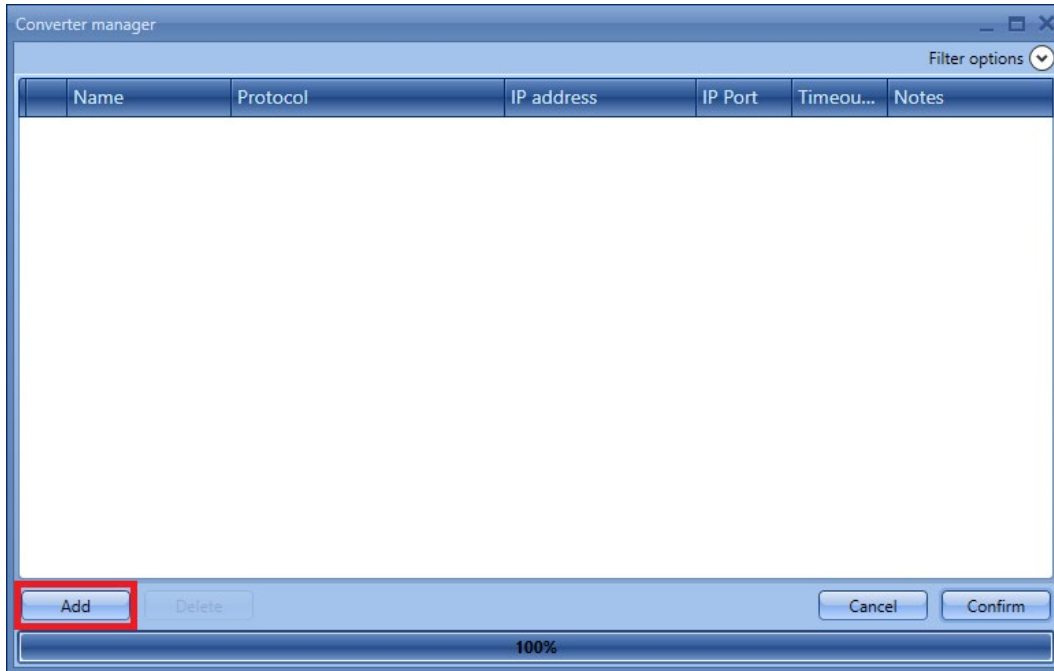 Converter manager
Filter options
Name Protocol IP address IP Port Timeou... Notes
Add Delete Cancel Confirm
100%